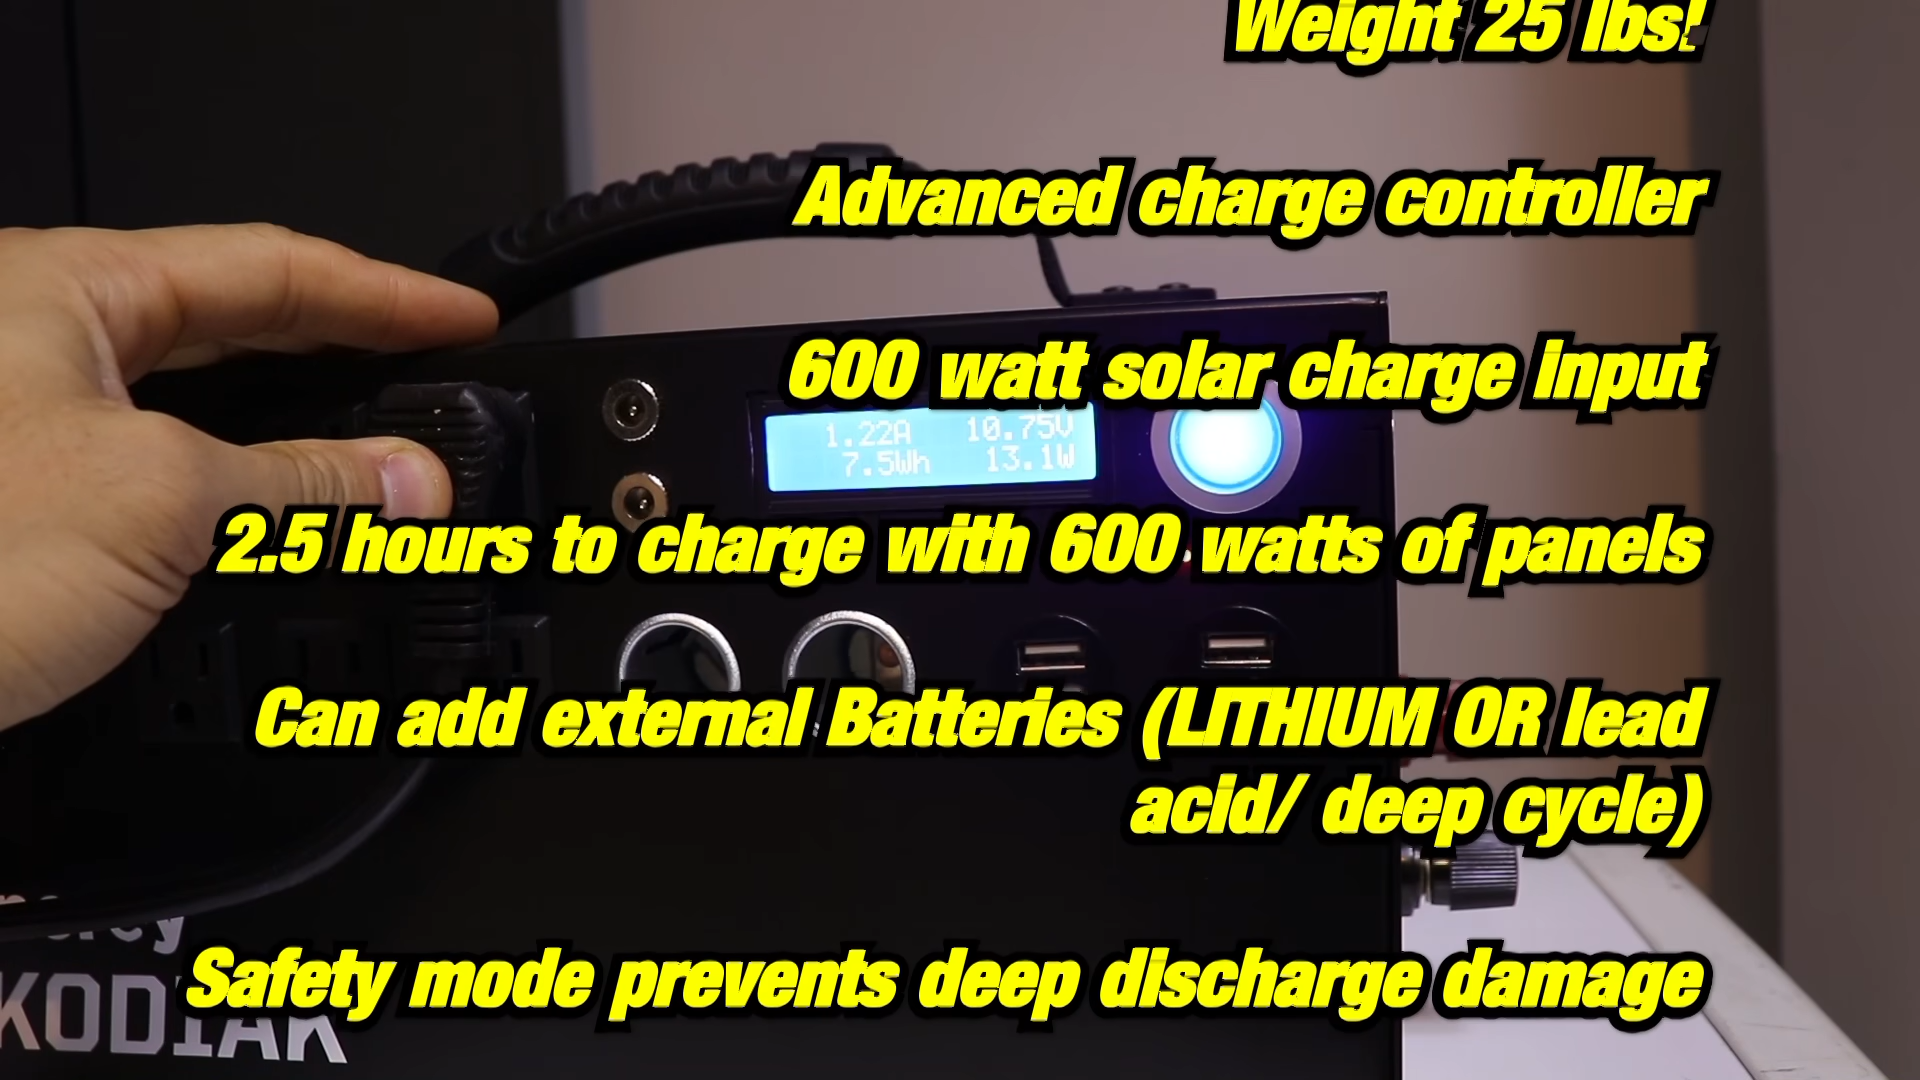 Weight 25 lbs!
Advanced charge controller
600 watt solar charge input
1.22A 10.75V
7.5Wh 13.1W
2.5 hours to charge with 600 watts of panels
Can add external Batteries (LITHIUM OR lead
acid/ deep cycle)
Safety mode prevents deep discharge damage
KODIAK